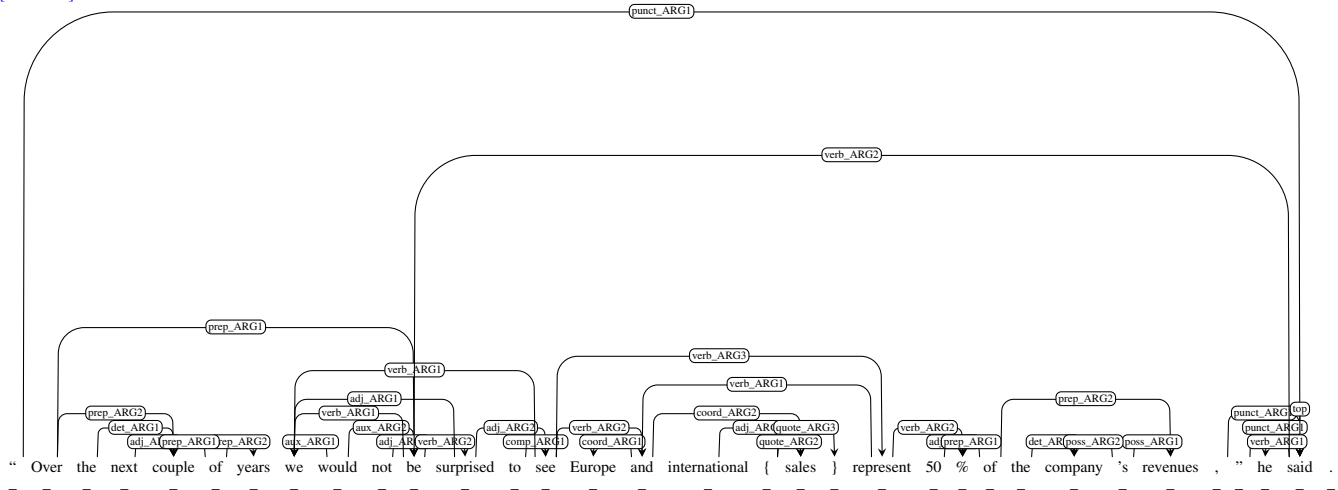 punct_ARG1
verb_ARG2
prep_ARG1
verb_ARG3
verb_ARG1
verb_ARG1
adj_ARG1 prep_ARG2
prep_ARG2 verb_ARG1 coord_ARG2 punct_ARG1 top
det_ARG1 aux_ARG2 adj_ARG2 verb_ARG2 quote_ARG3 verb_ARG2 punct_ARG1
prep_ARG1 aux_ARG1 verb_ARG2 comp_ARG1 coord_ARG1 quote_ARG2 prep_ARG1 poss_ARG2 poss_ARG1 verb_ARG1
“ Over the next couple of years we would not be surprised to see Europe and international { sales } represent 50 % of the company ’s revenues , ” he said .